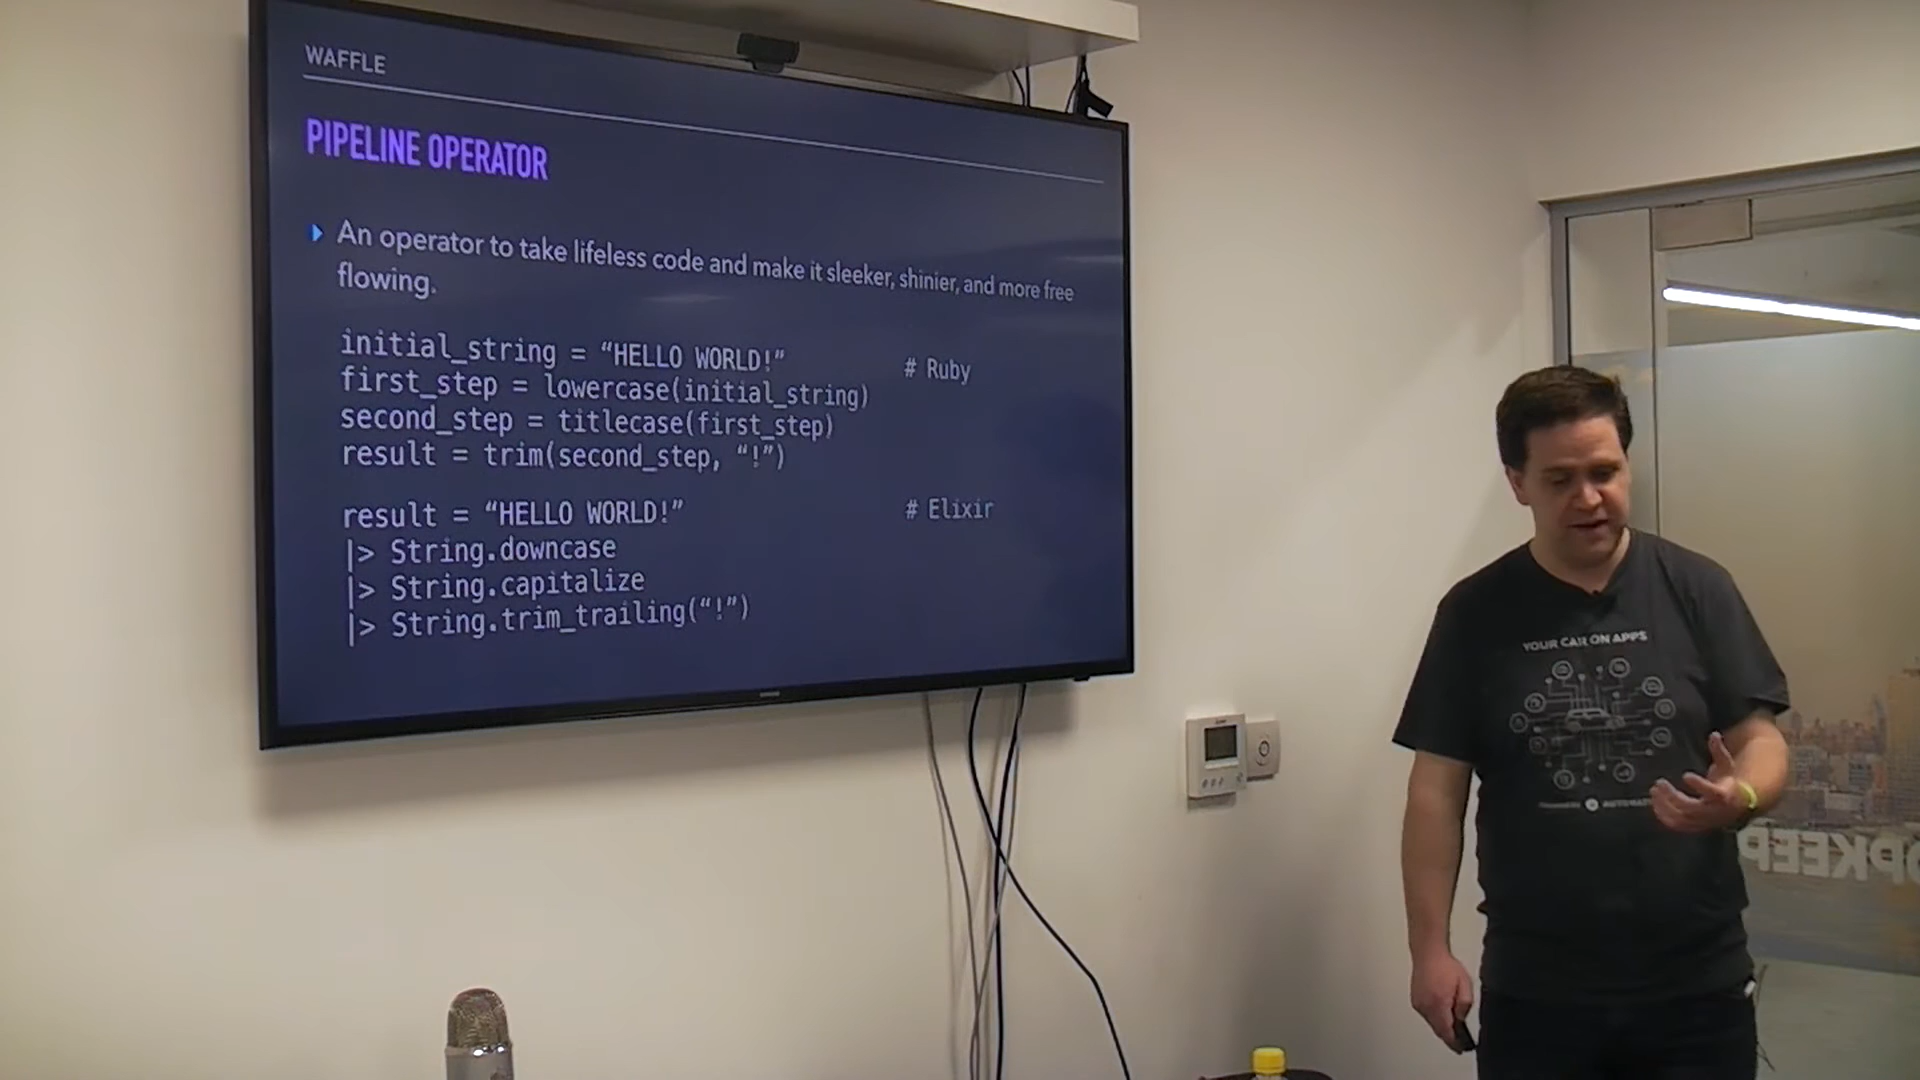 WAFFLE
PIPELINE OPERATOR
An operator to take lifeless code and make it sleeker, shinier, and more free
flowing.
initial_string = “HELLO WORLD!” # Ruby
first_step = lowercase(initial_string)
second_step = titlecase(first_step)
result = trim(second_step, “!”)
result = “HELLO WORLD!” # Elixir
|> String.downcase
|> String.capitalize
|> String.trim_trailing(“!”)
SAMSUNG
YOUR CAR ON APPS